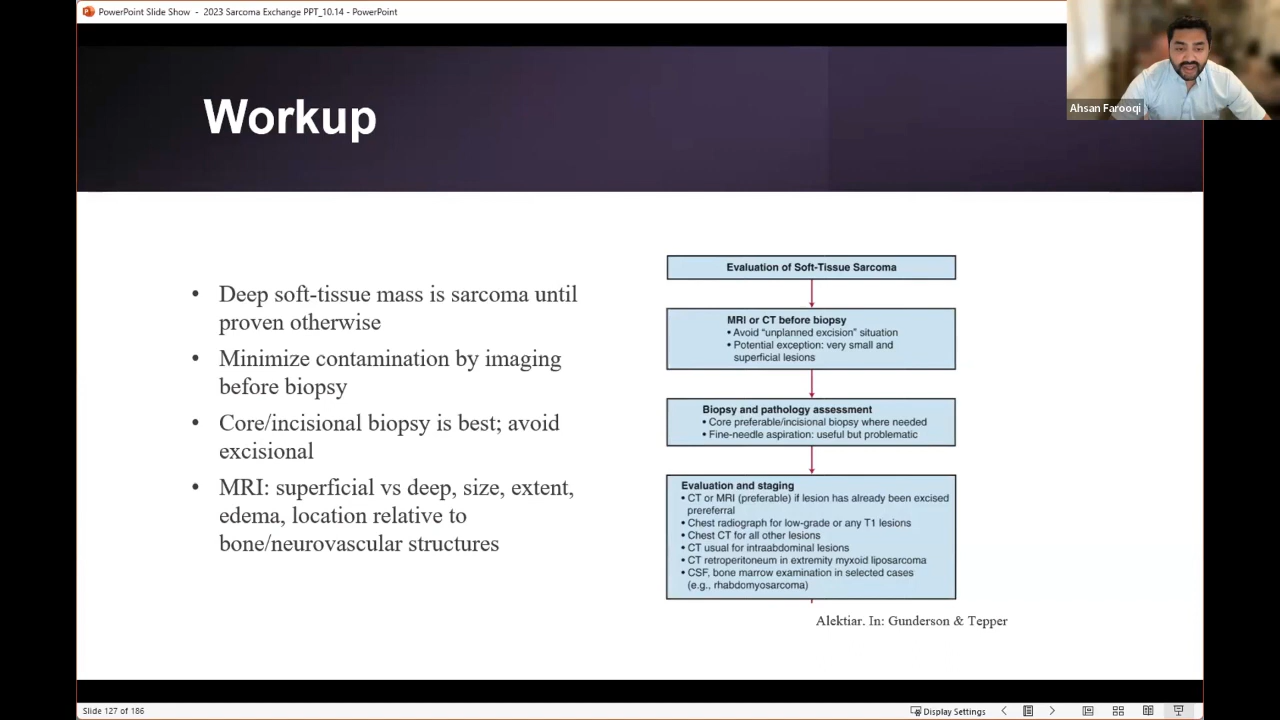 PowerPoint Slide Show - 2023 Sarcoma Exchange PPT_10.14 - PowerPoint
Ahsan Farooqi
Workup
• Deep soft-tissue mass is sarcoma until
proven otherwise
• Minimize contamination by imaging
before biopsy
• Core/incisional biopsy is best; avoid
excisional
• MRI: superficial vs deep, size, extent,
edema, location relative to
bone/neurovascular structures
Evaluation of Soft-Tissue Sarcoma
MRI or CT before biopsy
• Avoid “unplanned excision” situation
• Potential exception: very small and
superficial lesions
Biopsy and pathology assessment
• Core preferable/incisional biopsy where needed
• Fine-needle aspiration: useful but problematic
Evaluation and staging
• CT or MRI (preferable) if lesion has already been excised
prereferral
• Chest radiograph for low-grade or any T1 lesions
• Chest CT for all other lesions
• CT usual for intraabdominal lesions
• CT retroperitoneum in extremity myxoid liposarcoma
• CSF, bone marrow examination in selected cases
(e.g., rhabdomyosarcoma)
Alektiar. In: Gunderson & Tepper
Slide 127 of 186
Display Settings